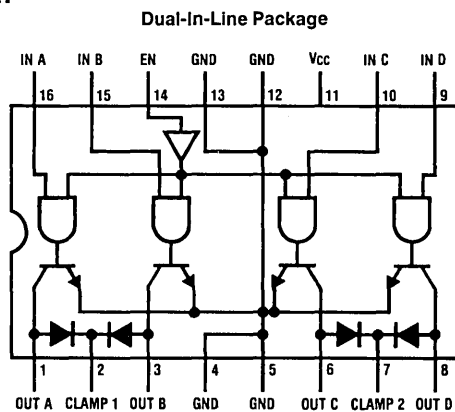 Dual-In-Line Package
IN A IN B EN GND GND VCC IN C IN D
16 15 14 13 12 11 10 9
1 2 3 4 5 6 7 8
OUT A CLAMP 1 OUT B GND GND OUT C CLAMP 2 OUT D